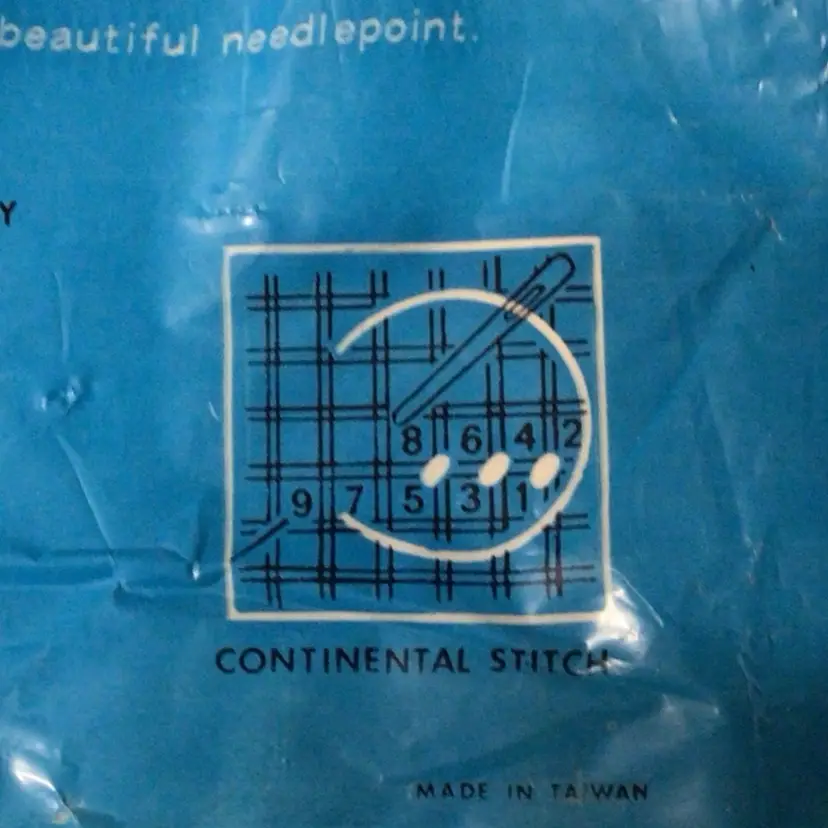 beautiful needlepoint.
Y
8 6 4 2
9 7 5 3 1
CONTINENTAL STITCH
MADE IN TAIWAN